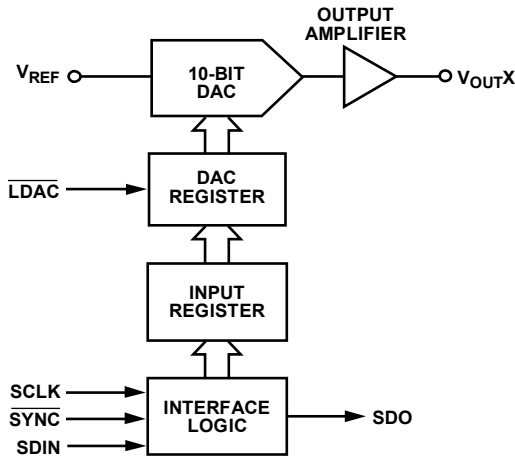 OUTPUT
AMPLIFIER
VREF
10-BIT
DAC
VOUTX
LDAC
DAC
REGISTER
INPUT
REGISTER
SCLK
SYNC
SDIN
INTERFACE
LOGIC
SDO